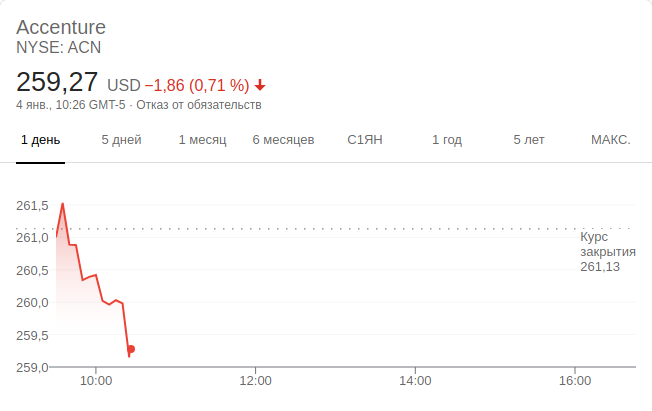 Accenture
NYSE: ACN
259,27 USD −1,86 (0,71 %)
4 янв., 10:26 GMT-5 · Отказ от обязательств
1 день 5 дней 1 месяц 6 месяцев С1ЯН 1 год 5 лет МАКС.
261,5
261,0
260,5
260,0
259,5
259,0
Курс
закрытия
261,13
10:00 12:00 14:00 16:00